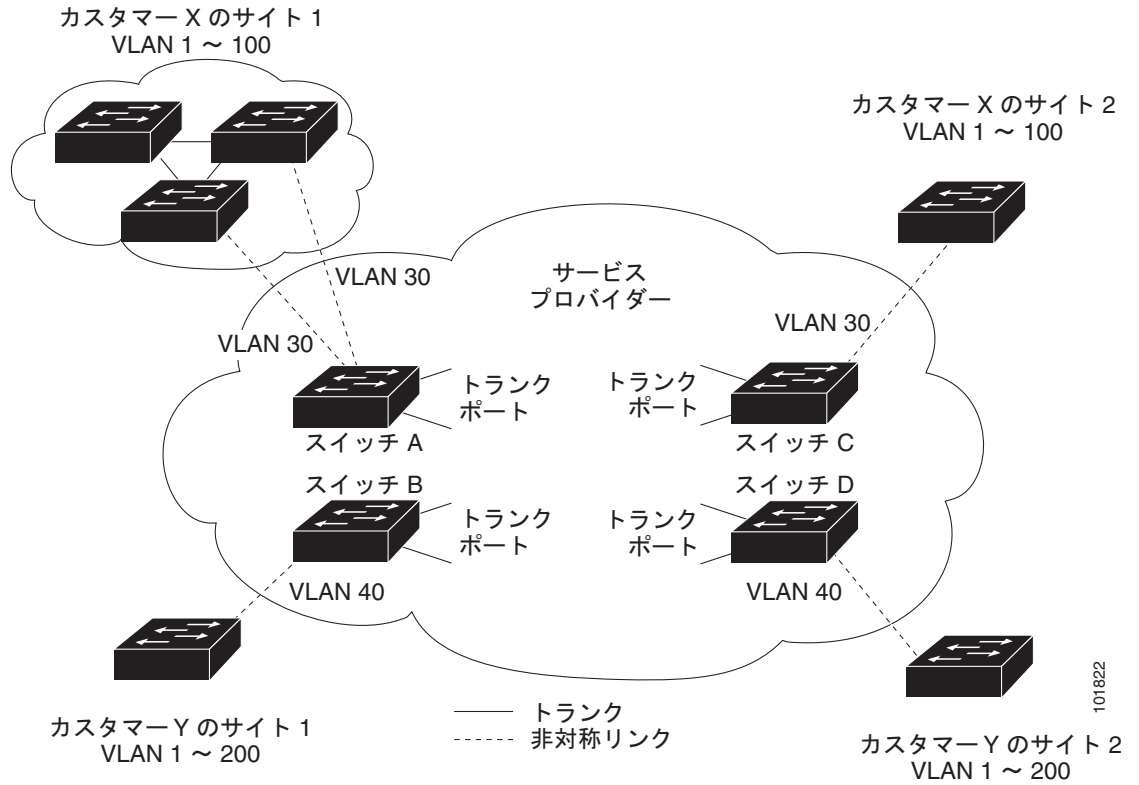 カスタマー X のサイト 1
VLAN 1 ～ 100
カスタマー X のサイト 2
VLAN 1 ～ 100
VLAN 30
サービス
プロバイダー
VLAN 30
VLAN 30
トランク
ポート
トランク
ポート
スイッチ A
スイッチ C
スイッチ B
スイッチ D
トランク
ポート
トランク
ポート
VLAN 40
VLAN 40
カスタマー Y のサイト 1
VLAN 1 ～ 200
トランク
非対称リンク
カスタマー Y のサイト 2
VLAN 1 ～ 200
101822